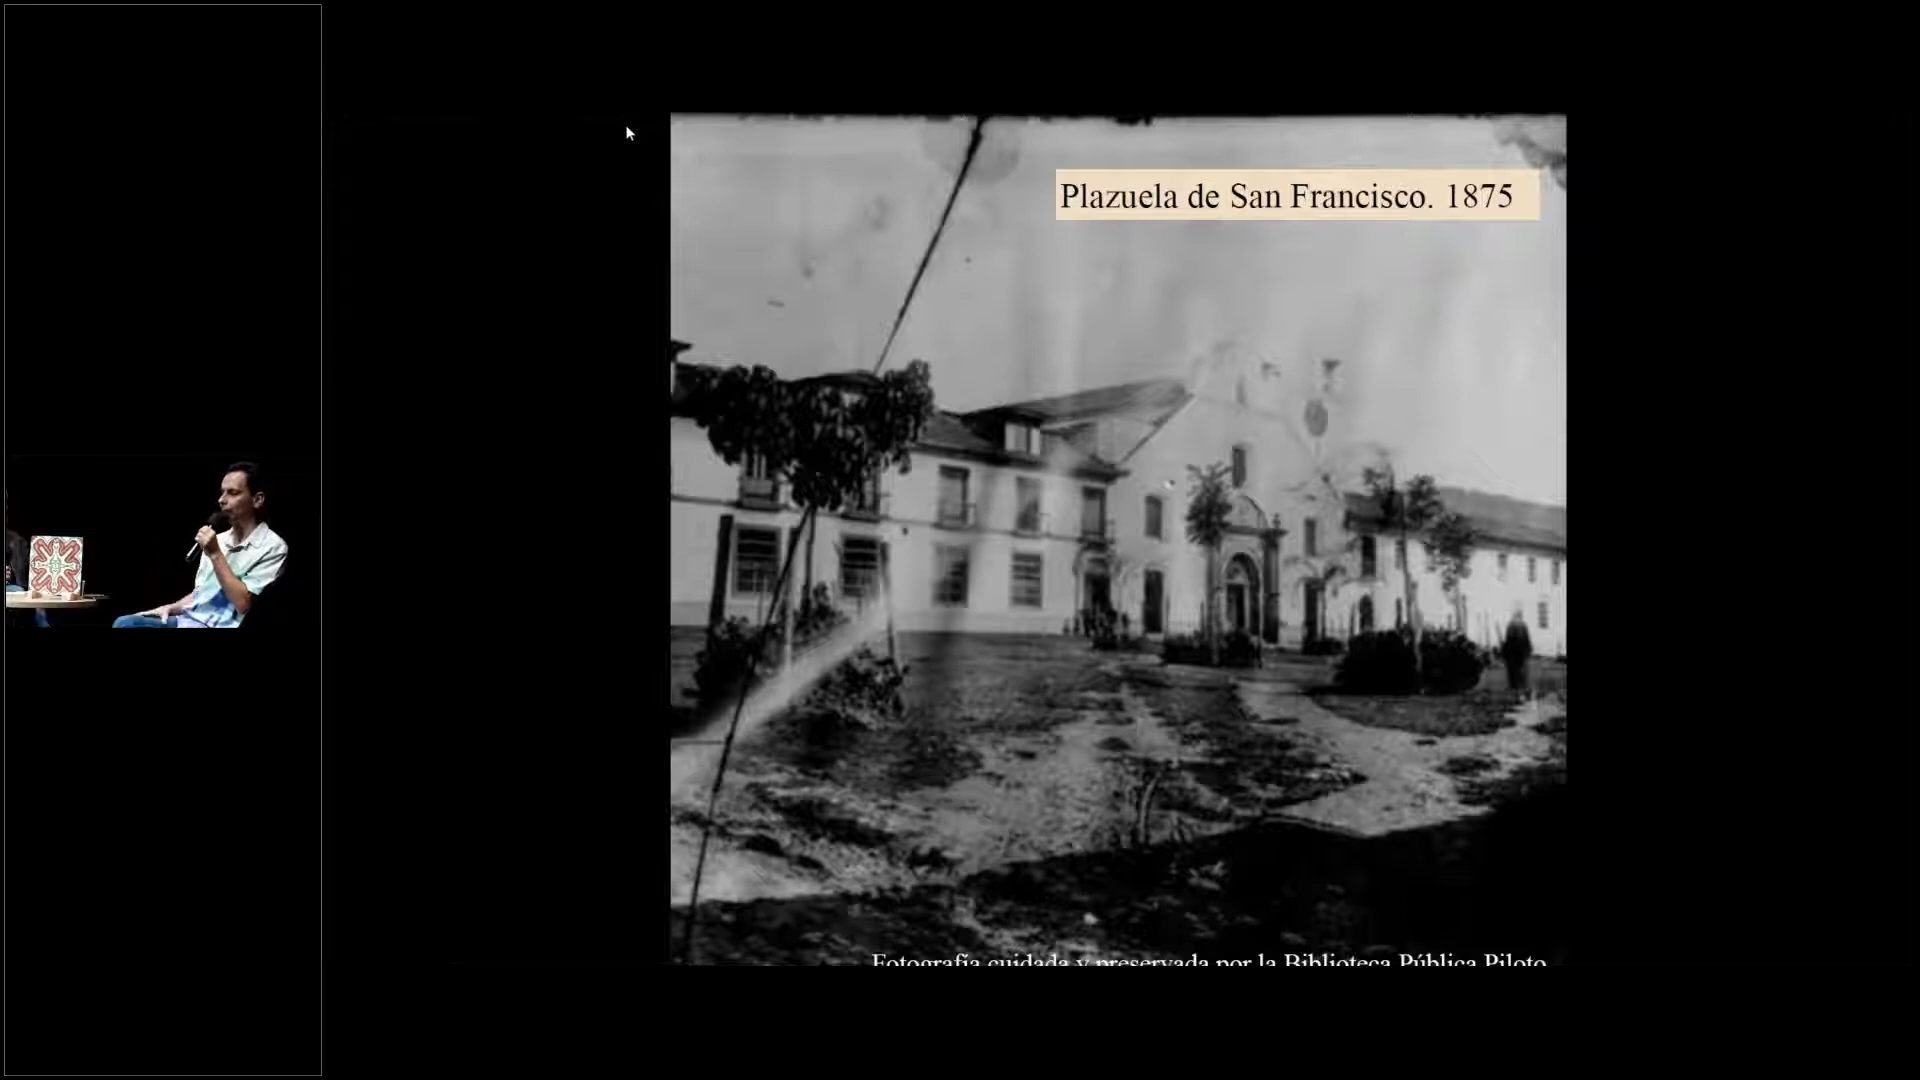 Plazuela de San Francisco. 1875
Fotografía cuidada y preservada por la Biblioteca Pública Piloto